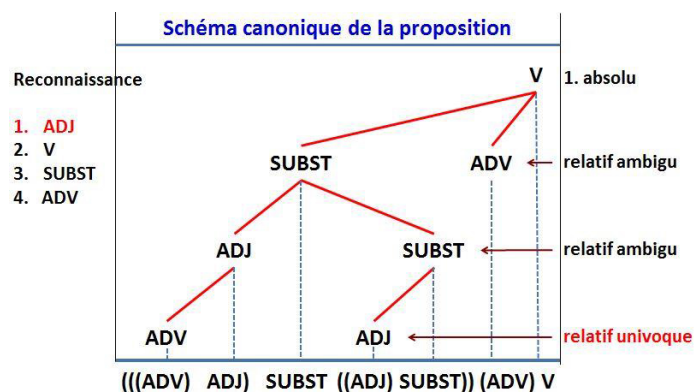 Schéma canonique de la proposition
Reconnaissance
1. ADJ
2. V
3. SUBST
4. ADV
V 1. absolu
SUBST ADV relatif ambigu
ADJ SUBST relatif ambigu
ADV ADJ relatif univoque
(((ADV) ADJ) SUBST ((ADJ) SUBST)) (ADV) V